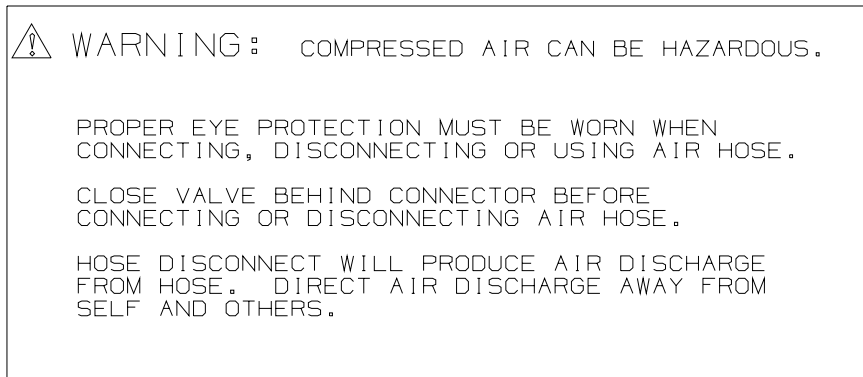 WARNING: COMPRESSED AIR CAN BE HAZARDOUS.
PROPER EYE PROTECTION MUST BE WORN WHEN
CONNECTING, DISCONNECTING OR USING AIR HOSE.
CLOSE VALVE BEHIND CONNECTOR BEFORE
CONNECTING OR DISCONNECTING AIR HOSE.
HOSE DISCONNECT WILL PRODUCE AIR DISCHARGE
FROM HOSE. DIRECT AIR DISCHARGE AWAY FROM
SELF AND OTHERS.